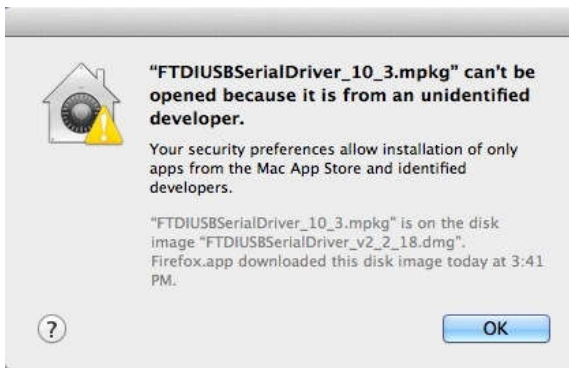 “FTDIUSBSerialDriver_10_3.mpkg” can’t be
opened because it is from an unidentified
developer.
Your security preferences allow installation of only
apps from the Mac App Store and identified
developers.
“FTDIUSBSerialDriver_10_3.mpkg” is on the disk
image “FTDIUSBSerialDriver_v2_2_18.dmg”.
Firefox.app downloaded this disk image today at 3:41
PM.
?
OK